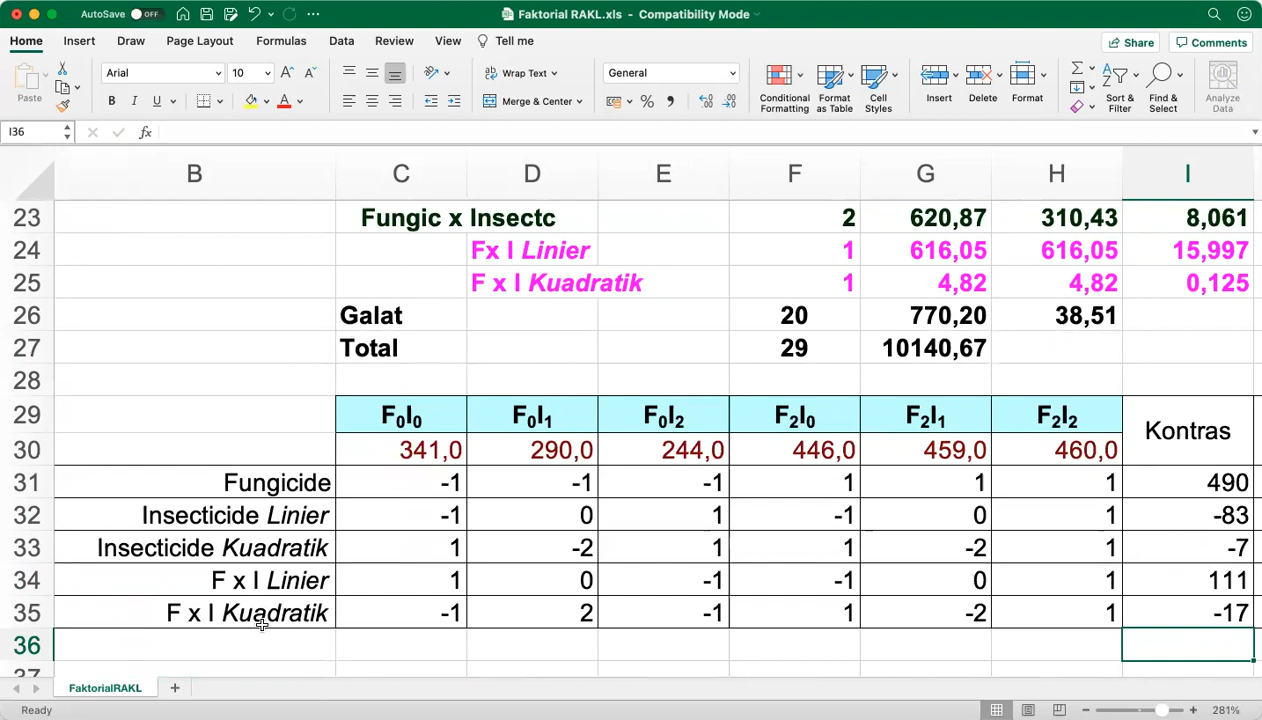 AutoSave OFF Faktorial RAKL.xls - Compatibility Mode
Home Insert Draw Page Layout Formulas Data Review View Tell me Share Comments
Paste Arial 10 Wrap Text General
B I U A Merge & Center Conditional Formatting Format as Table Cell Styles Insert Delete Format Sort & Filter Find & Select Analyze Data
I36 fx
B C D E F G H I
23 Fungic x Insectc 2 620,87 310,43 8,061
24 Fx I Linier 1 616,05 616,05 15,997
25 F x I Kuadratik 1 4,82 4,82 0,125
26 Galat 20 770,20 38,51
27 Total 29 10140,67
28
29 F₀I₀ F₀I₁ F₀I₂ F₂I₀ F₂I₁ F₂I₂ Kontras
30 341,0 290,0 244,0 446,0 459,0 460,0
31 Fungicide -1 -1 -1 1 1 1 490
32 Insecticide Linier -1 0 1 -1 0 1 -83
33 Insecticide Kuadratik 1 -2 1 1 -2 1 -7
34 F x I Linier 1 0 -1 -1 0 1 111
35 F x I Kuadratik -1 2 -1 1 -2 1 -17
36
37
FaktorialRAKL
Ready 281%